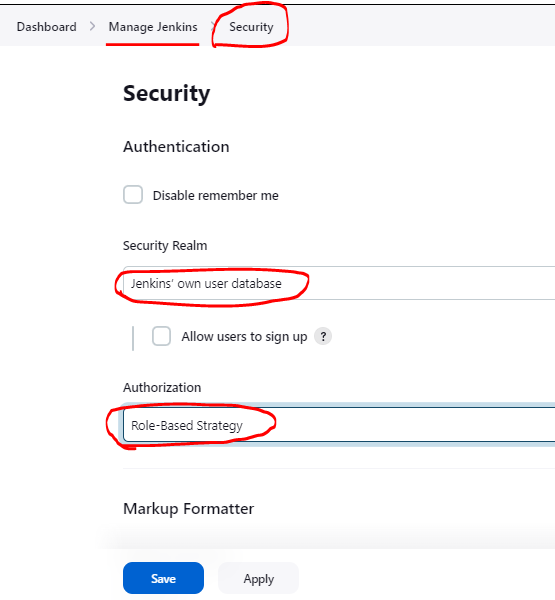 Dashboard > Manage Jenkins > Security
Security
Authentication
Disable remember me
Security Realm
Jenkins' own user database
Allow users to sign up ?
Authorization
Role-Based Strategy
Markup Formatter
Save Apply